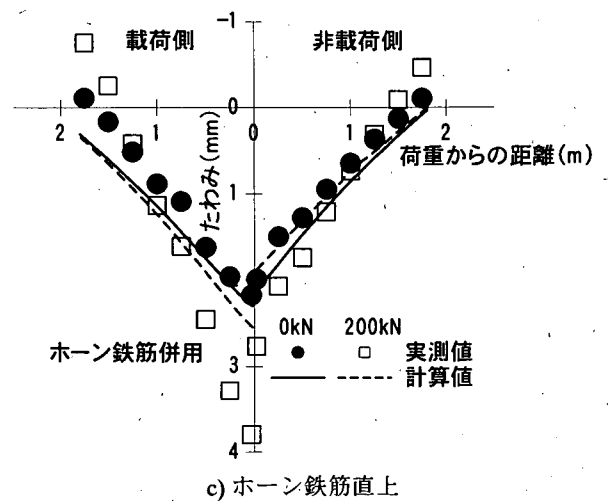 -1
載荷側 非載荷側
0
2 1 0 1 2
荷重からの距離(m)
たわみ(mm)
1
0kN 200kN
ホーン鉄筋併用
実測値
3
計算値
4
c) ホーン鉄筋直上